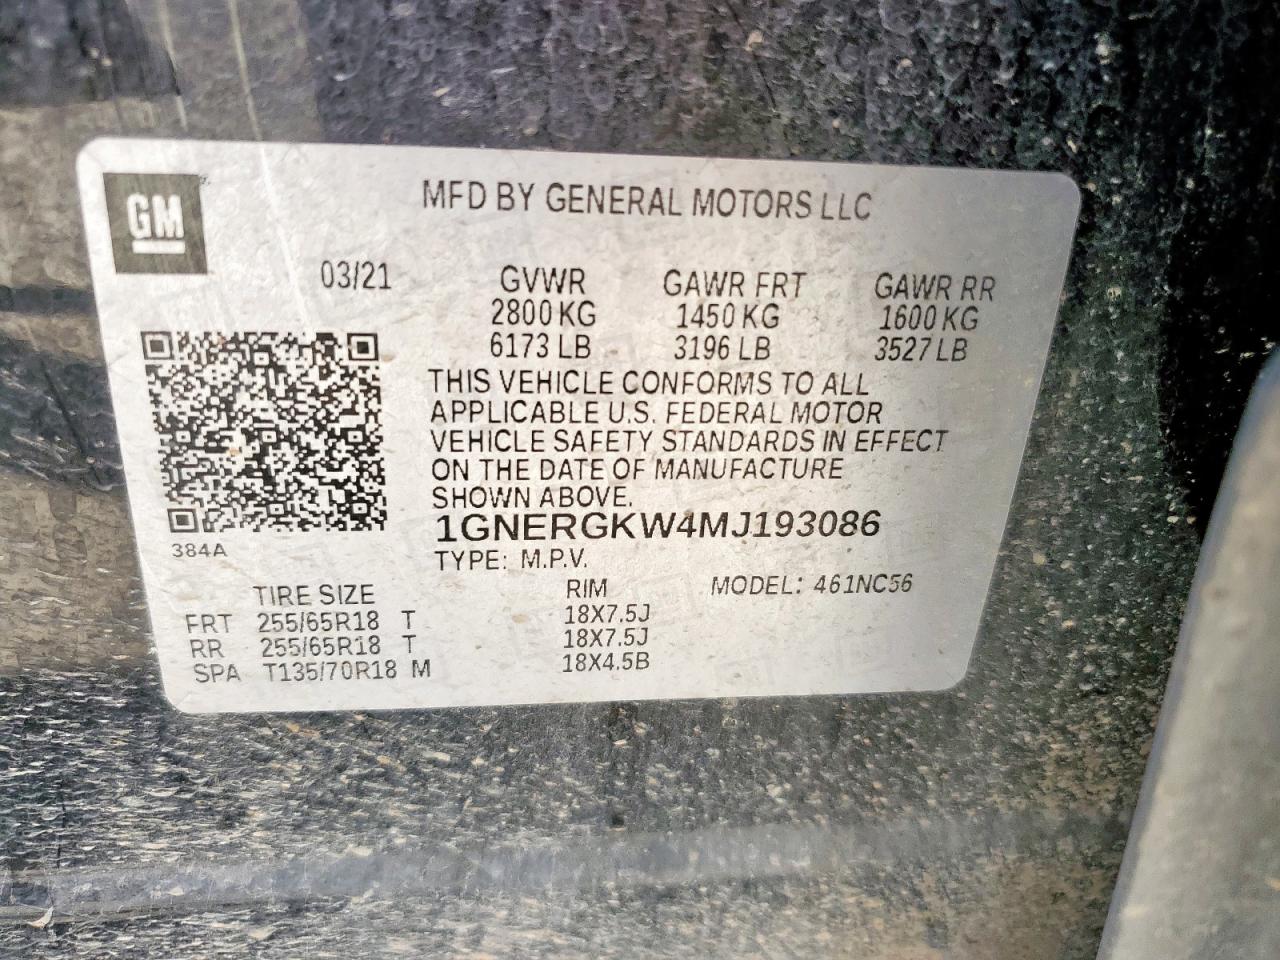 GM
MFD BY GENERAL MOTORS LLC
03/21 GVWR GAWR FRT GAWR RR
2800 KG 1450 KG 1600 KG
6173 LB 3196 LB 3527 LB
THIS VEHICLE CONFORMS TO ALL
APPLICABLE U.S. FEDERAL MOTOR
VEHICLE SAFETY STANDARDS IN EFFECT
ON THE DATE OF MANUFACTURE
SHOWN ABOVE.
1GNERGKW4MJ193086
384A
TYPE: M.P.V.
TIRE SIZE RIM MODEL: 461NC56
FRT 255/65R18 T 18X7.5J
RR 255/65R18 T 18X7.5J
SPA T135/70R18 M 18X4.5B